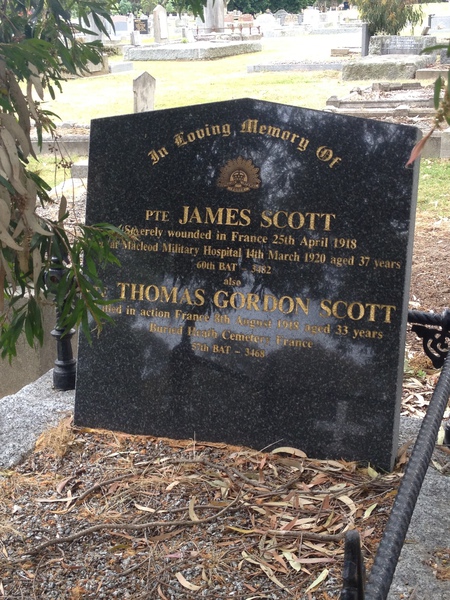 In Loving Memory Of
PTE JAMES SCOTT
Severely wounded in France 25th April 1918
Macleod Military Hospital 14th March 1920 aged 37 years
60th BAT 3482
also
THOMAS GORDON SCOTT
in action France 8th August 1918 aged 33 years
Buried Heath Cemetery France
57th BAT - 3468